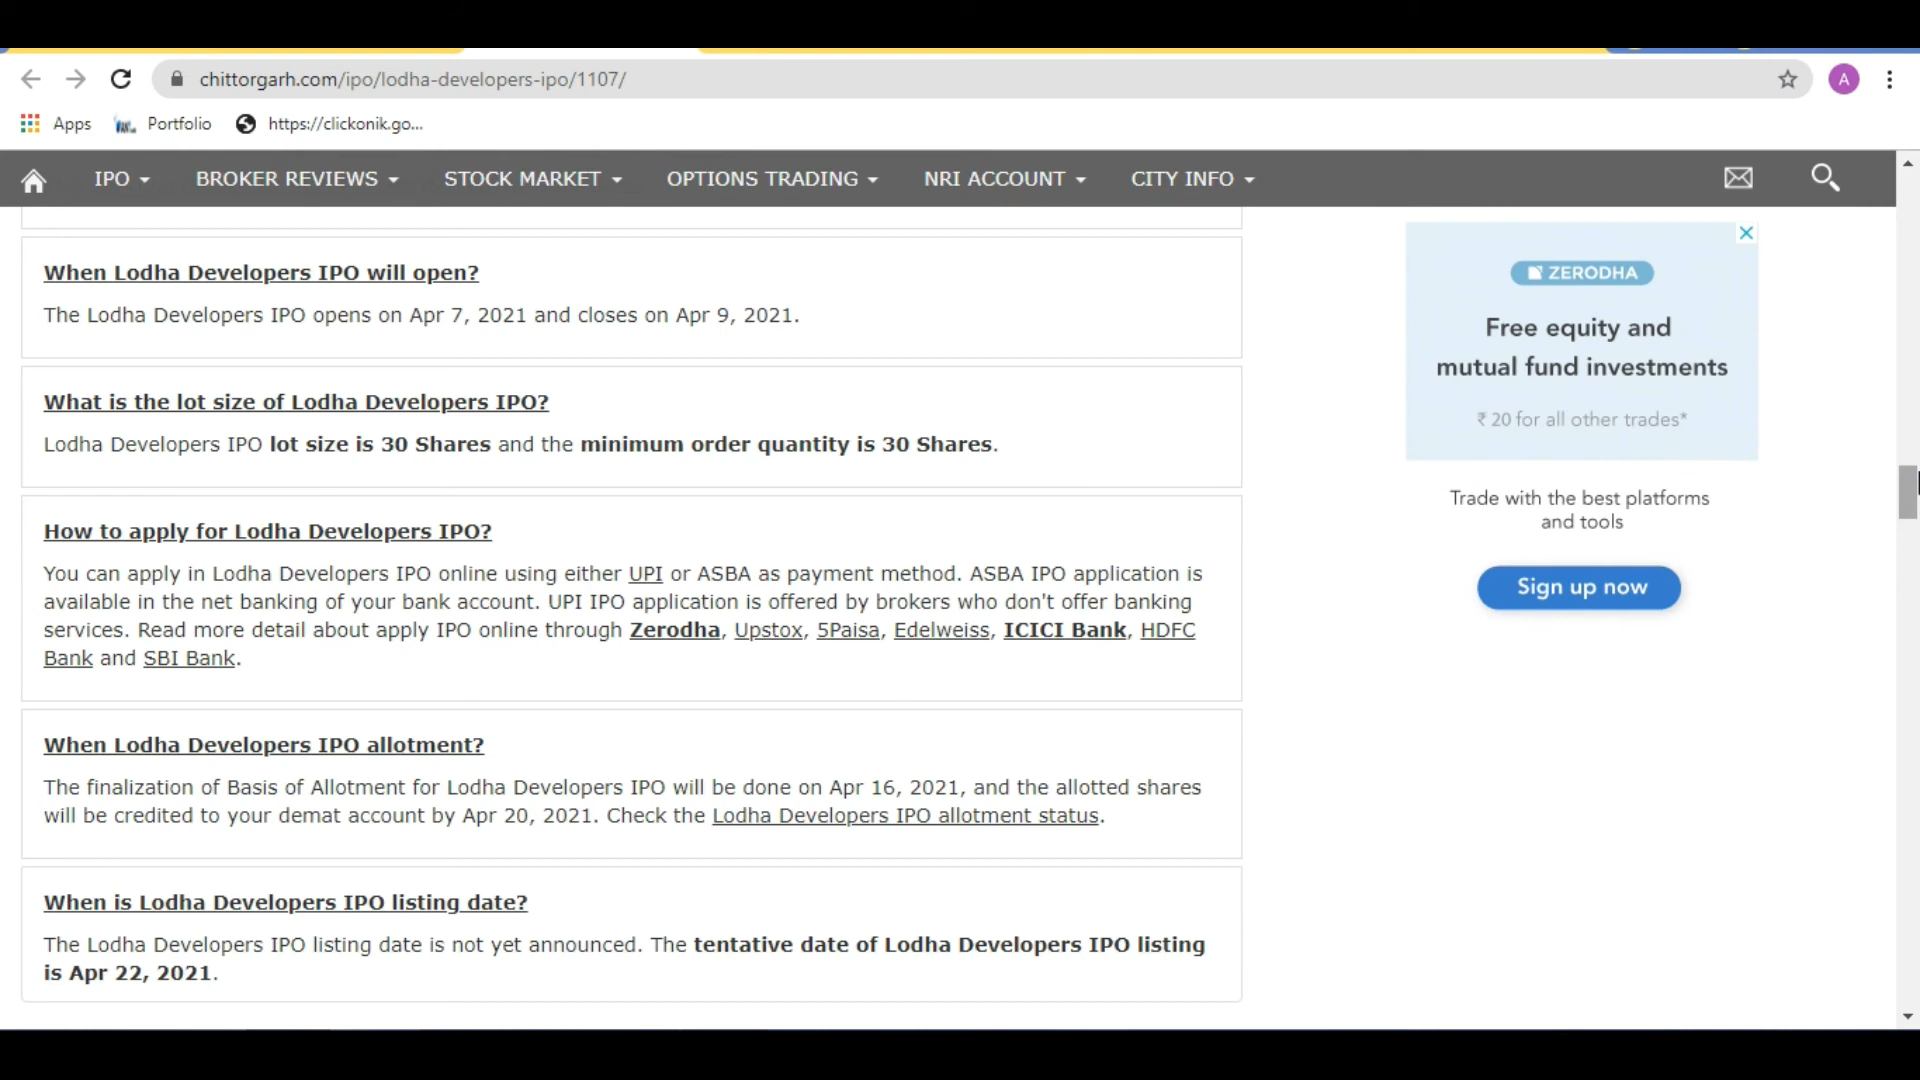 chittorgarh.com/ipo/lodha-developers-ipo/1107/
A
Apps Portfolio https://clickonik.go...
IPO BROKER REVIEWS STOCK MARKET OPTIONS TRADING NRI ACCOUNT CITY INFO
When Lodha Developers IPO will open?
The Lodha Developers IPO opens on Apr 7, 2021 and closes on Apr 9, 2021.
What is the lot size of Lodha Developers IPO?
Lodha Developers IPO lot size is 30 Shares and the minimum order quantity is 30 Shares.
How to apply for Lodha Developers IPO?
You can apply in Lodha Developers IPO online using either UPI or ASBA as payment method. ASBA IPO application is
available in the net banking of your bank account. UPI IPO application is offered by brokers who don't offer banking
services. Read more detail about apply IPO online through Zerodha, Upstox, 5Paisa, Edelweiss, ICICI Bank, HDFC
Bank and SBI Bank.
When Lodha Developers IPO allotment?
The finalization of Basis of Allotment for Lodha Developers IPO will be done on Apr 16, 2021, and the allotted shares
will be credited to your demat account by Apr 20, 2021. Check the Lodha Developers IPO allotment status.
When is Lodha Developers IPO listing date?
The Lodha Developers IPO listing date is not yet announced. The tentative date of Lodha Developers IPO listing
is Apr 22, 2021.
ZERODHA
Free equity and
mutual fund investments
₹ 20 for all other trades*
Trade with the best platforms
and tools
Sign up now